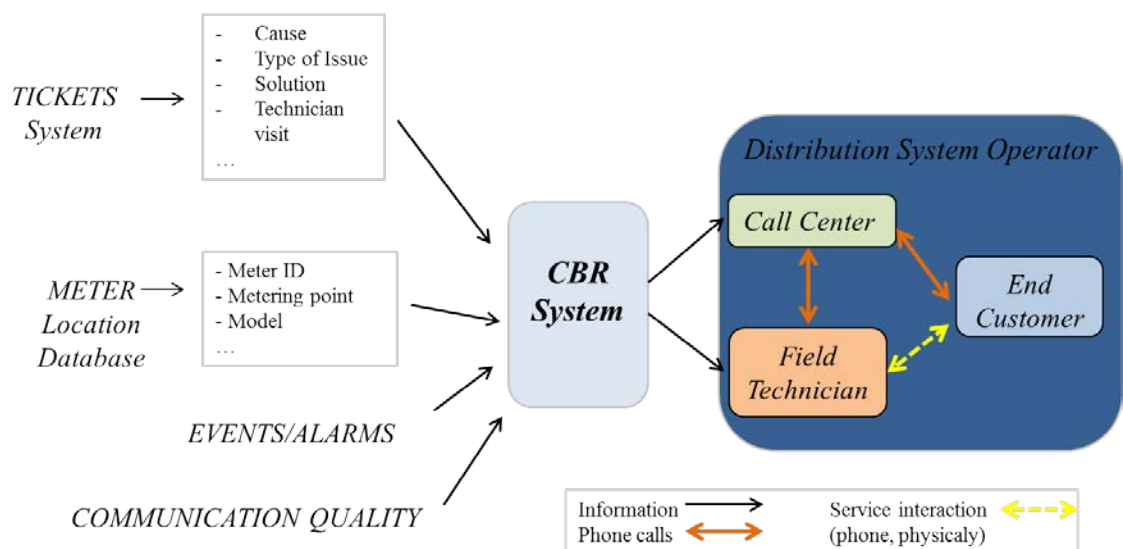 TICKETS
System
- Cause
- Type of Issue
- Solution
- Technician
visit
...
METER
Location
Database
- Meter ID
- Metering point
- Model
...
EVENTS/ALARMS
COMMUNICATION QUALITY
CBR
System
Distribution System Operator
Call Center
End
Customer
Field
Technician
Information
Phone calls
Service interaction
(phone, physicaly)